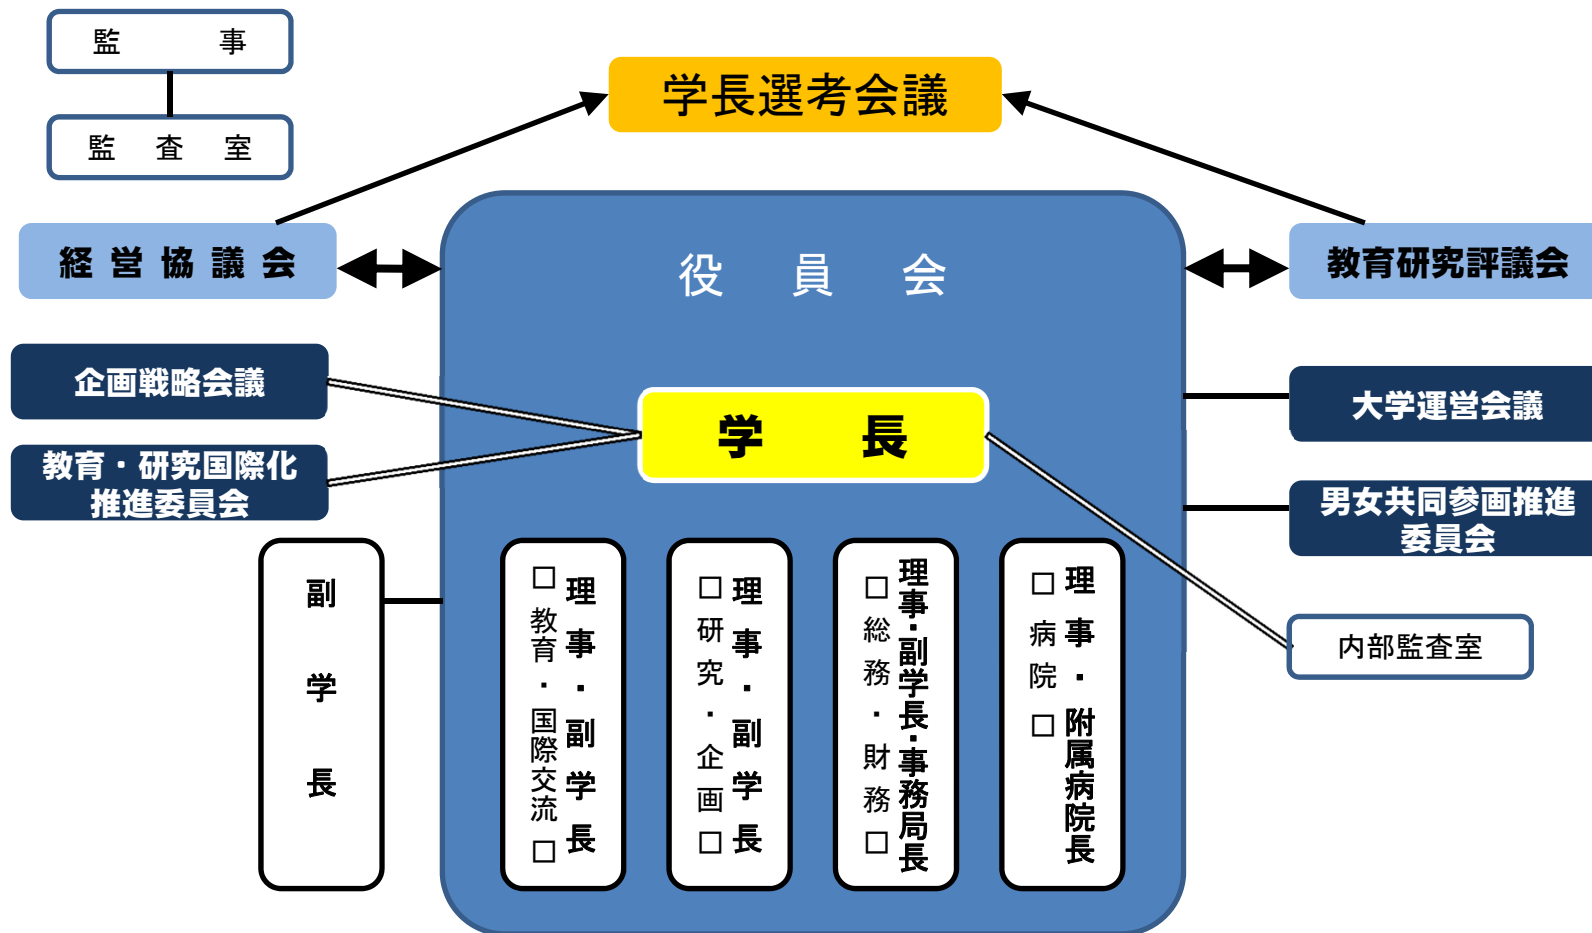 監事
監査室
学長選考会議
経営協議会
役員会
教育研究評議会
企画戦略会議
学長
大学運営会議
教育・研究国際化
推進委員会
男女共同参画推進
委員会
副学長
理事・副学長
□教育・国際交流□
理事・副学長
□研究・企画□
理事・副学長・事務局長
□総務・財務□
理事・附属病院長
□病院□
内部監査室